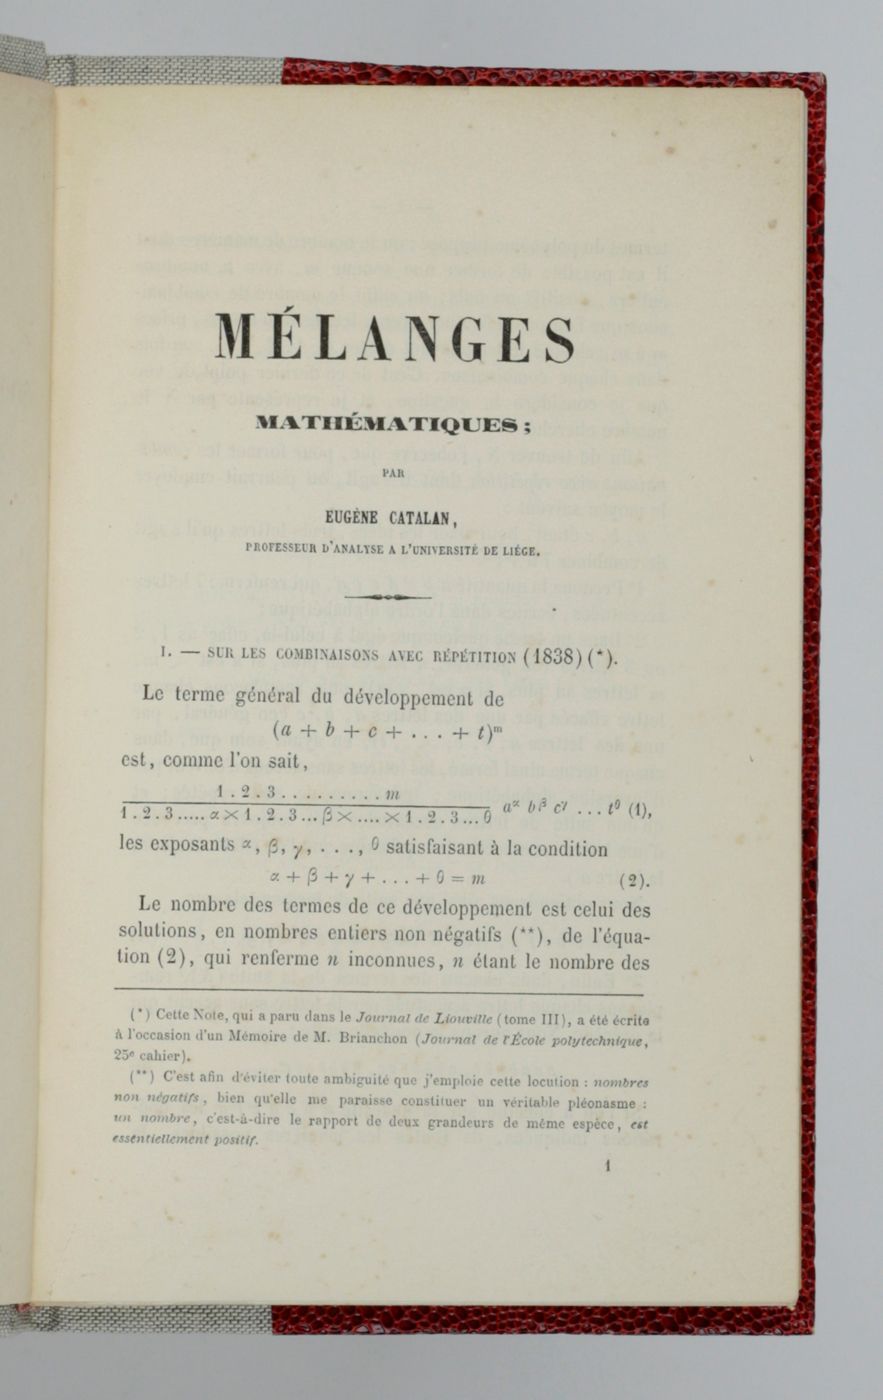 MÉLANGES
MATHÉMATIQUES ;
PAR
EUGÈNE CATALAN,
PROFESSEUR D'ANALYSE A L'UNIVERSITÉ DE LIÉGE.
I. — SUR LES COMBINAISONS AVEC RÉPÉTITION (1838) (*).
Le terme général du développement de
(a + b + c + . . . + t)ᵐ
est, comme l'on sait,
1 . 2 . 3 . . . . . . . . . m
1 . 2 . 3 ..... α × 1 . 2 . 3 ... β × .... × 1 . 2 . 3 ... θ aᵅ bᵝ cᵞ . . . tᶿ (1),
les exposants α, β, γ, . . ., θ satisfaisant à la condition
α + β + γ + . . . + θ = m (2).
Le nombre des termes de ce développement est celui des
solutions, en nombres entiers non négatifs (**), de l'équa-
tion (2), qui renferme n inconnues, n étant le nombre des
(*) Cette Note, qui a paru dans le Journal de Liouville (tome III), a été écrite
à l'occasion d'un Mémoire de M. Brianchon (Journal de l'École polytechnique,
25e cahier).
(**) C'est afin d'éviter toute ambiguité que j'emploie cette locution : nombres
non négatifs, bien qu'elle me paraisse constituer un véritable pléonasme :
un nombre, c'est-à-dire le rapport de deux grandeurs de même espèce, est
essentiellement positif.
1